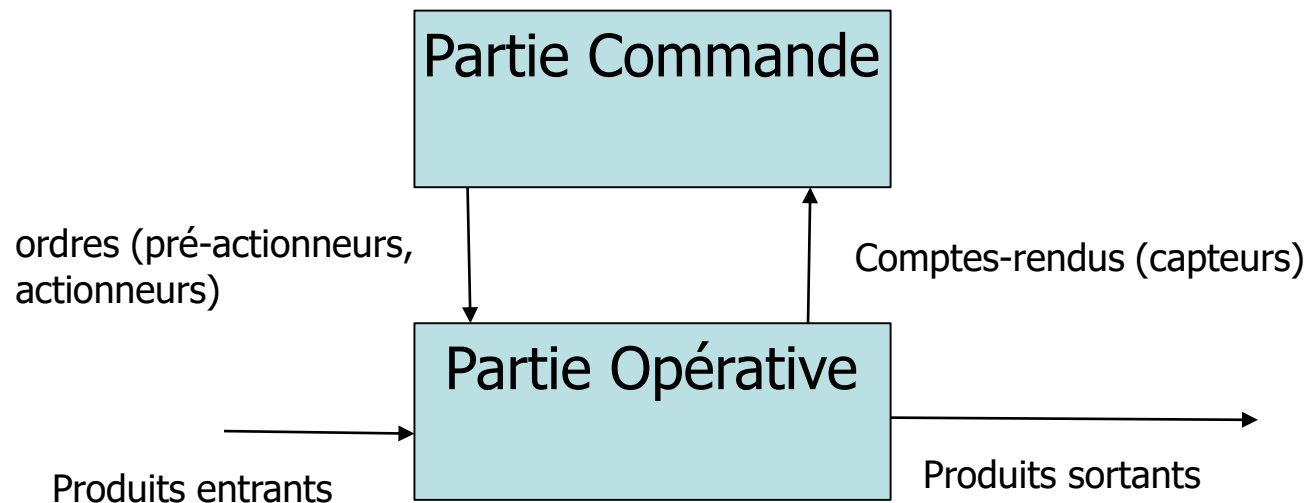 Partie Commande
ordres (pré-actionneurs,
actionneurs)
Comptes-rendus (capteurs)
Partie Opérative
Produits entrants
Produits sortants